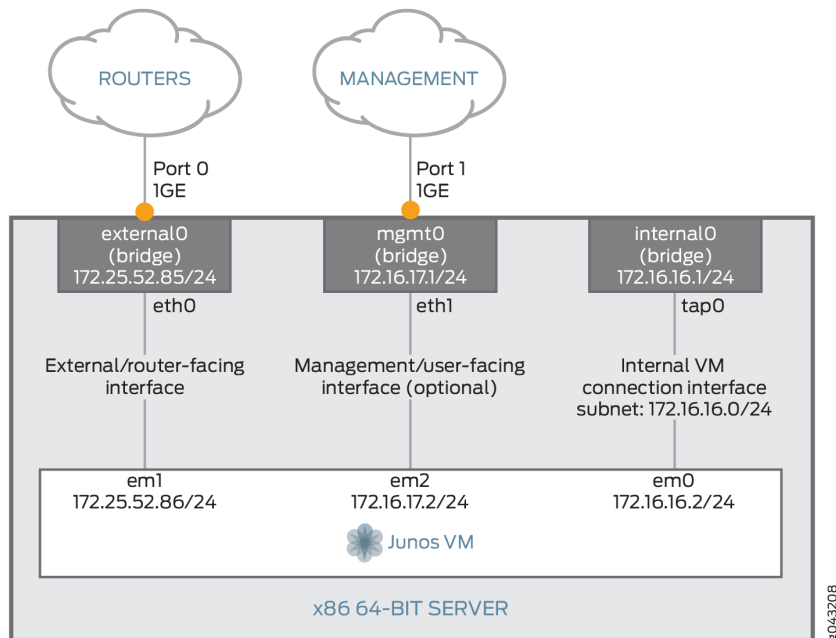 ROUTERS
MANAGEMENT
Port 0
1GE
Port 1
1GE
external0
(bridge)
172.25.52.85/24
mgmt0
(bridge)
172.16.17.1/24
internal0
(bridge)
172.16.16.1/24
eth0
eth1
tap0
External/router-facing
interface
Management/user-facing
interface (optional)
Internal VM
connection interface
subnet: 172.16.16.0/24
em1
172.25.52.86/24
em2
172.16.17.2/24
em0
172.16.16.2/24
Junos VM
x86 64-BIT SERVER
g043208